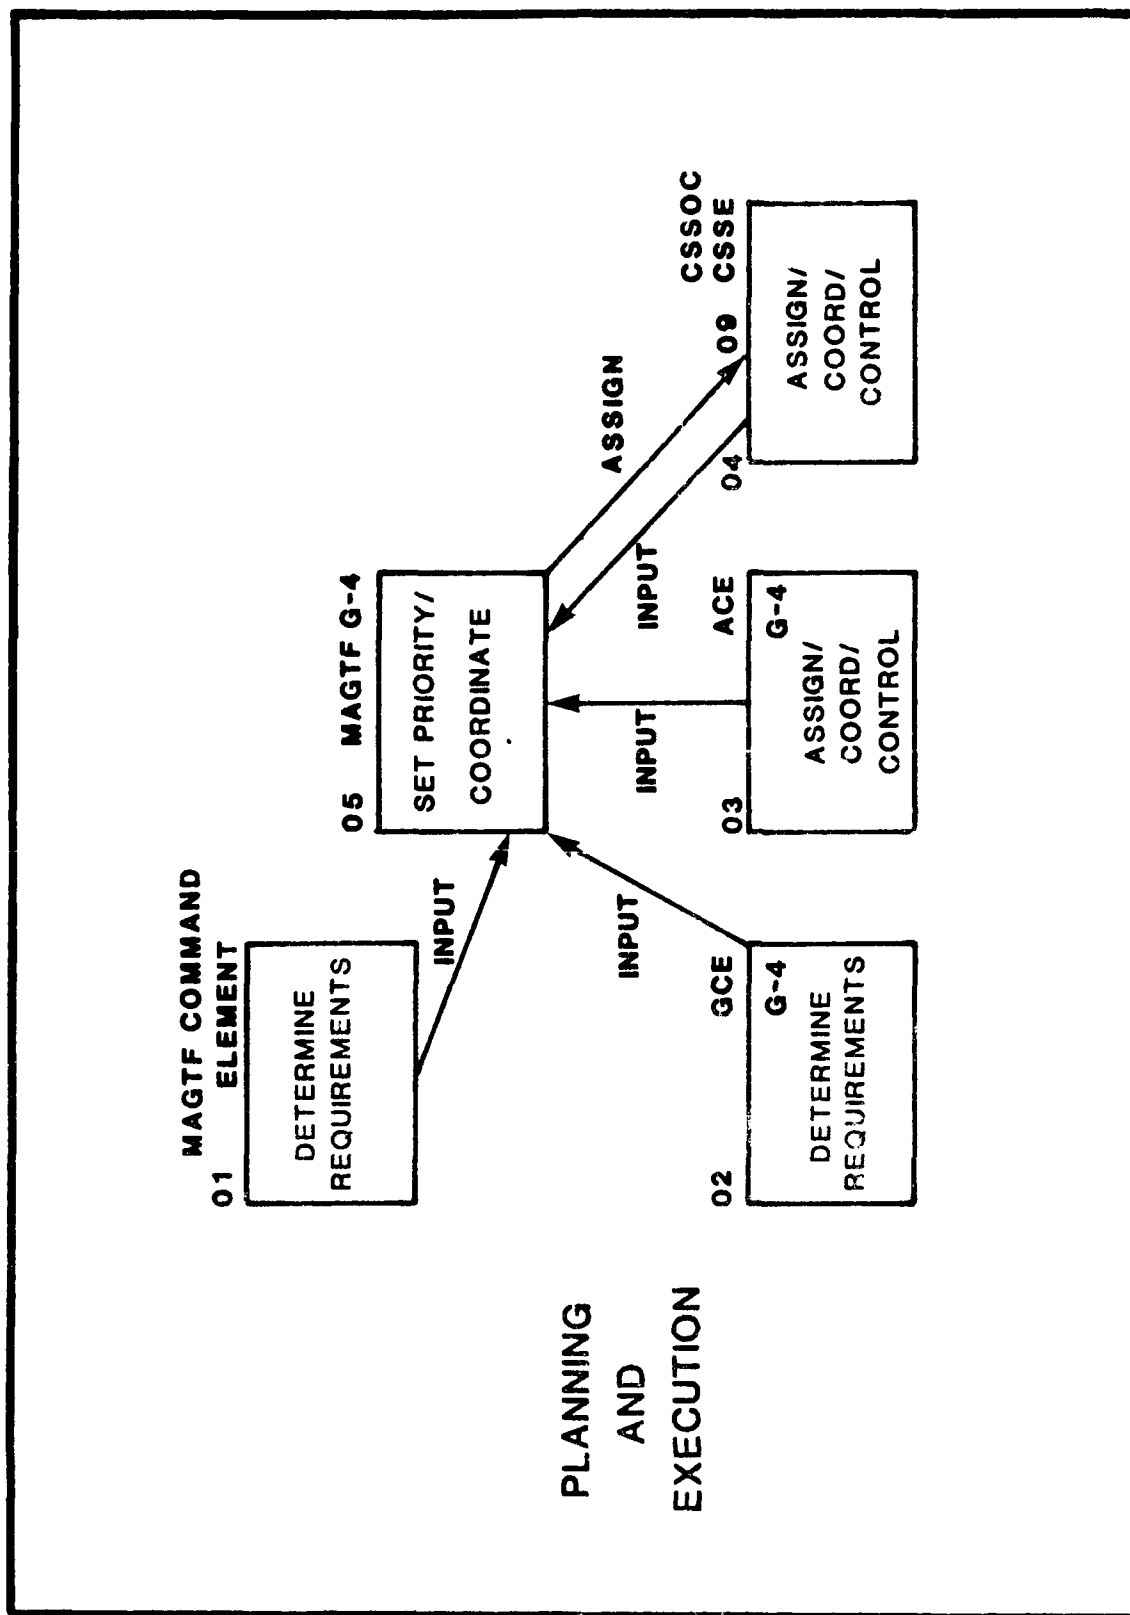 MAGTF COMMAND
01 ELEMENT
DETERMINE
REQUIREMENTS
INPUT
05 MAGTF G-4
SET PRIORITY/
COORDINATE
ASSIGN
INPUT
INPUT
INPUT
PLANNING
AND
EXECUTION
02 GCE
G-4
DETERMINE
REQUIREMENTS
03 ACE
G-4
ASSIGN/
COORD/
CONTROL
CSSOC
04 09 CSSE
ASSIGN/
COORD/
CONTROL